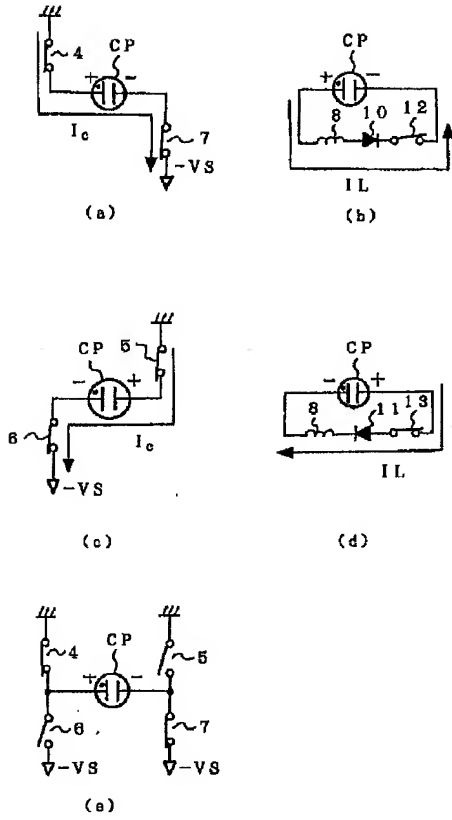 CP
4
+ -
Ic
7
-VS
(a)
CP
+ -
8 10 12
IL
(b)
CP
5
- +
6
Ic
-VS
(c)
CP
- +
8 11 13
IL
(d)
CP
4
5
+ -
6
7
-VS
-VS
(e)